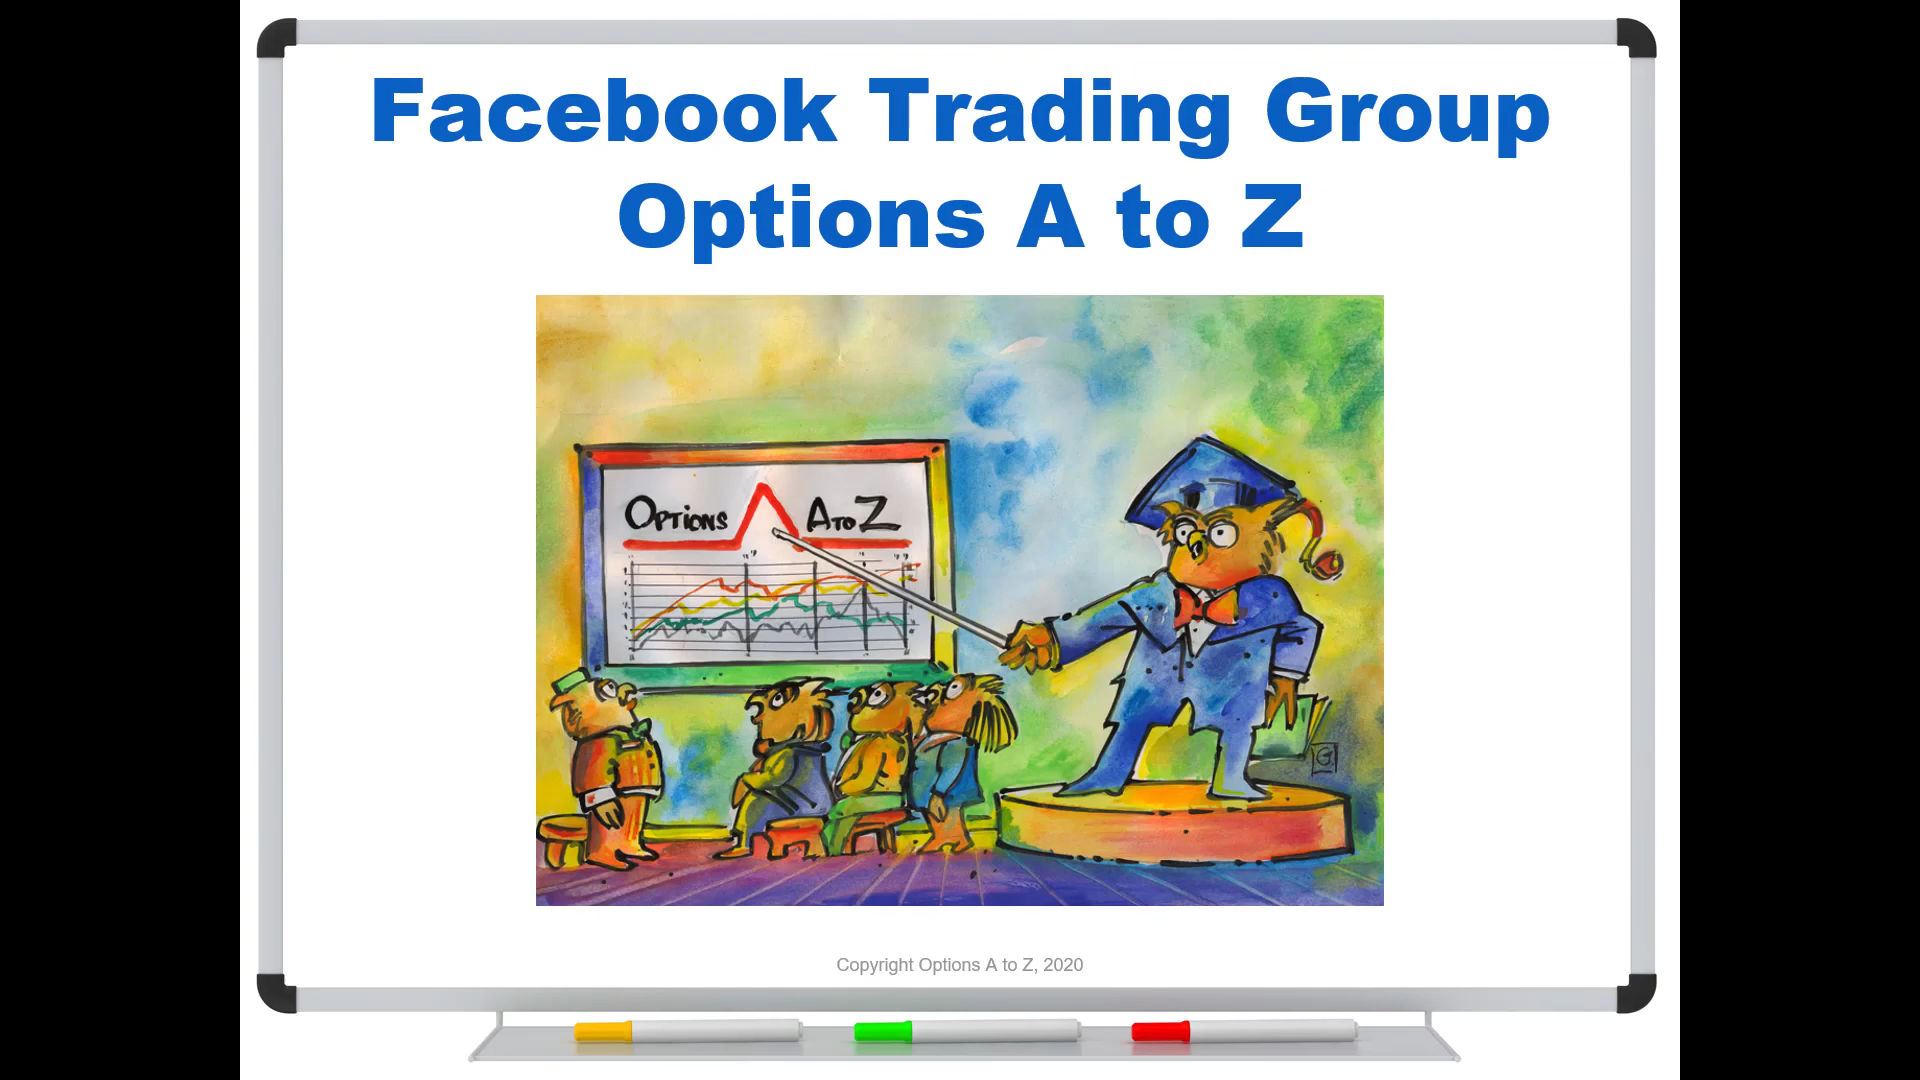 Facebook Trading Group
Options A to Z
OPTIONS A TO Z
G
Copyright Options A to Z, 2020